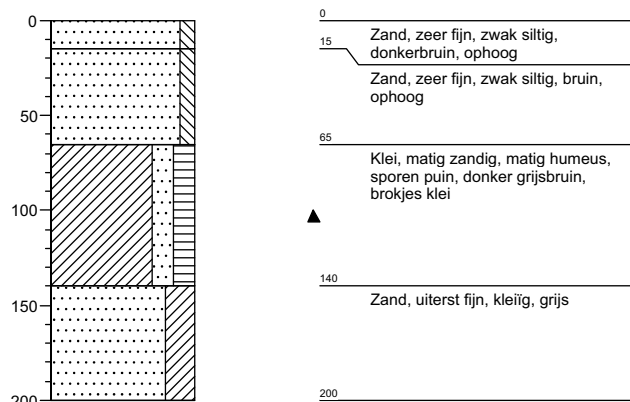 0
50
100
150
200
0
Zand, zeer fijn, zwak siltig,
donkerbruin, ophoog
15
Zand, zeer fijn, zwak siltig, bruin,
ophoog
65
Klei, matig zandig, matig humeus,
sporen puin, donker grijsbruin,
brokjes klei
140
Zand, uiterst fijn, kleiïg, grijs
200